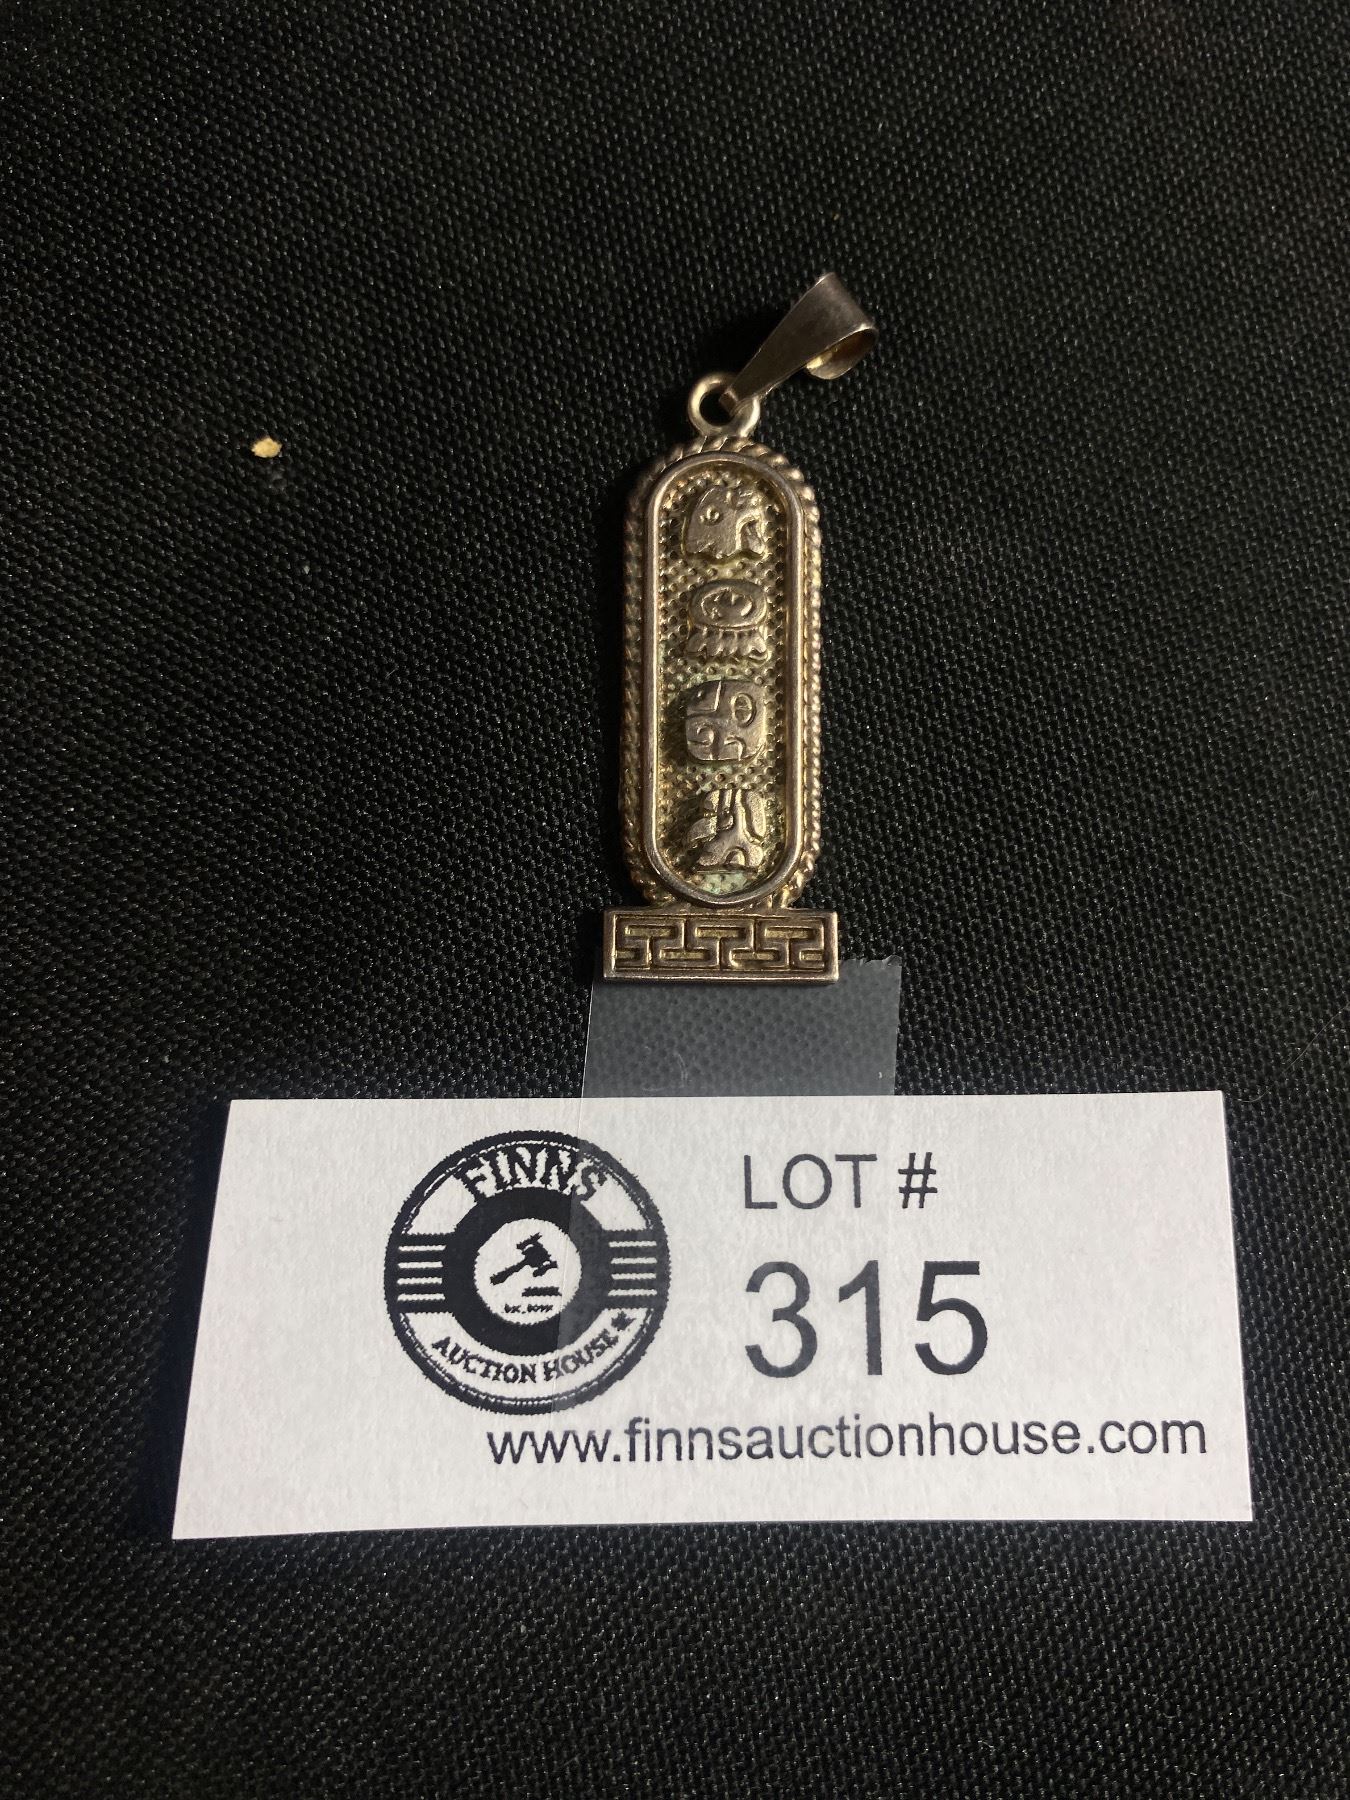 FINNS
AUCTION HOUSE
LOT #
315
www.finnsauctionhouse.com